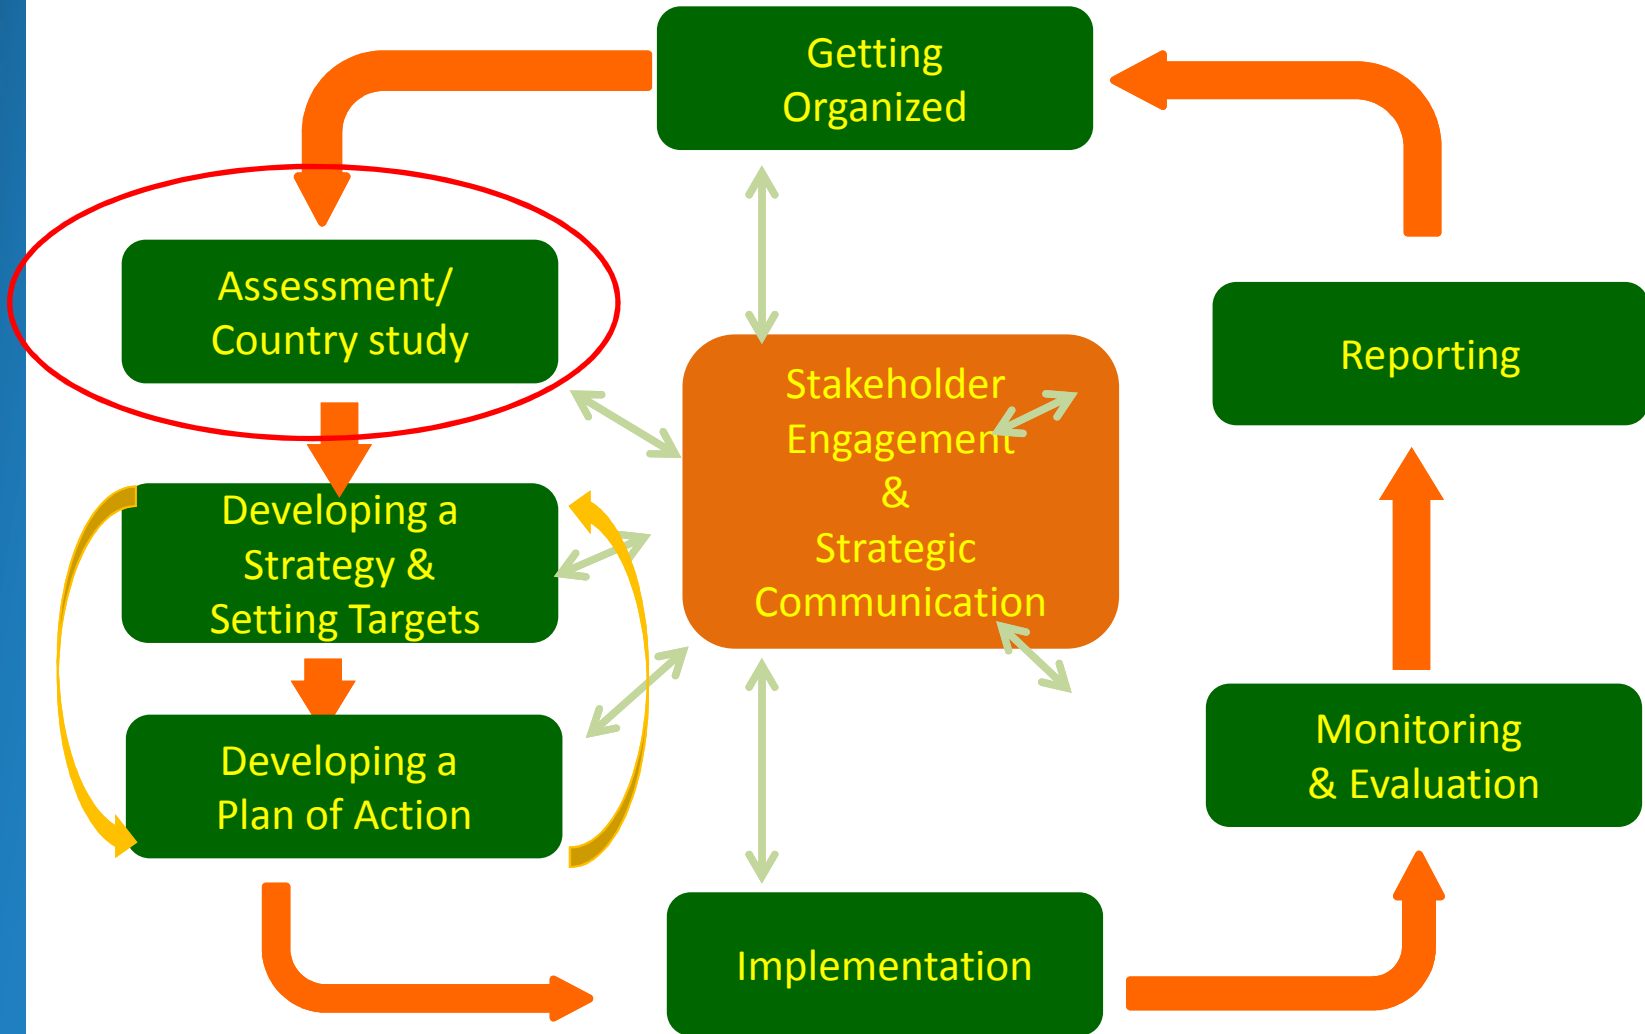 Getting
Organized
Assessment/
Country study
Developing a
Strategy &
Setting Targets
Developing a
Plan of Action
Stakeholder
Engagement
&
Strategic
Communication
Implementation
Reporting
Monitoring
& Evaluation